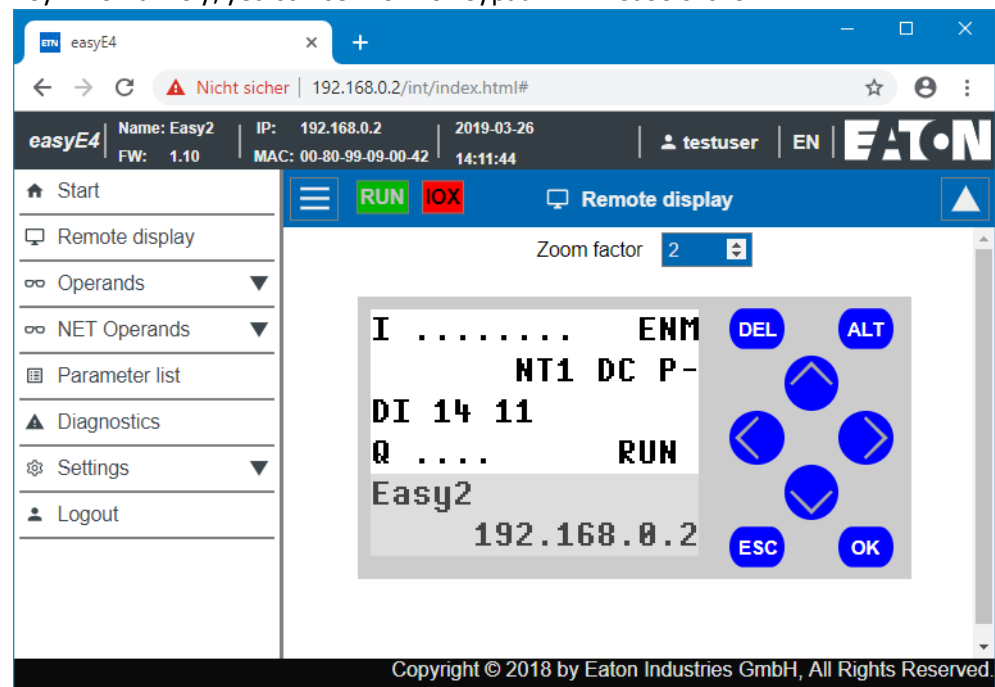 easyE4
Nicht sicher | 192.168.0.2/int/index.html#
easyE4
Name: Easy2
FW: 1.10
IP: 192.168.0.2
MAC: 00-80-99-09-00-42
2019-03-26
14:11:44
testuser
EN
EATON
Start
Remote display
Operands
NET Operands
Parameter list
Diagnostics
Settings
Logout
RUN IOX Remote display
Zoom factor 2
I ........ ENM
NT1 DC P-
DI 14 11
Q .... RUN
Easy2
192.168.0.2
DEL ALT
ESC OK
Copyright © 2018 by Eaton Industries GmbH, All Rights Reserved.